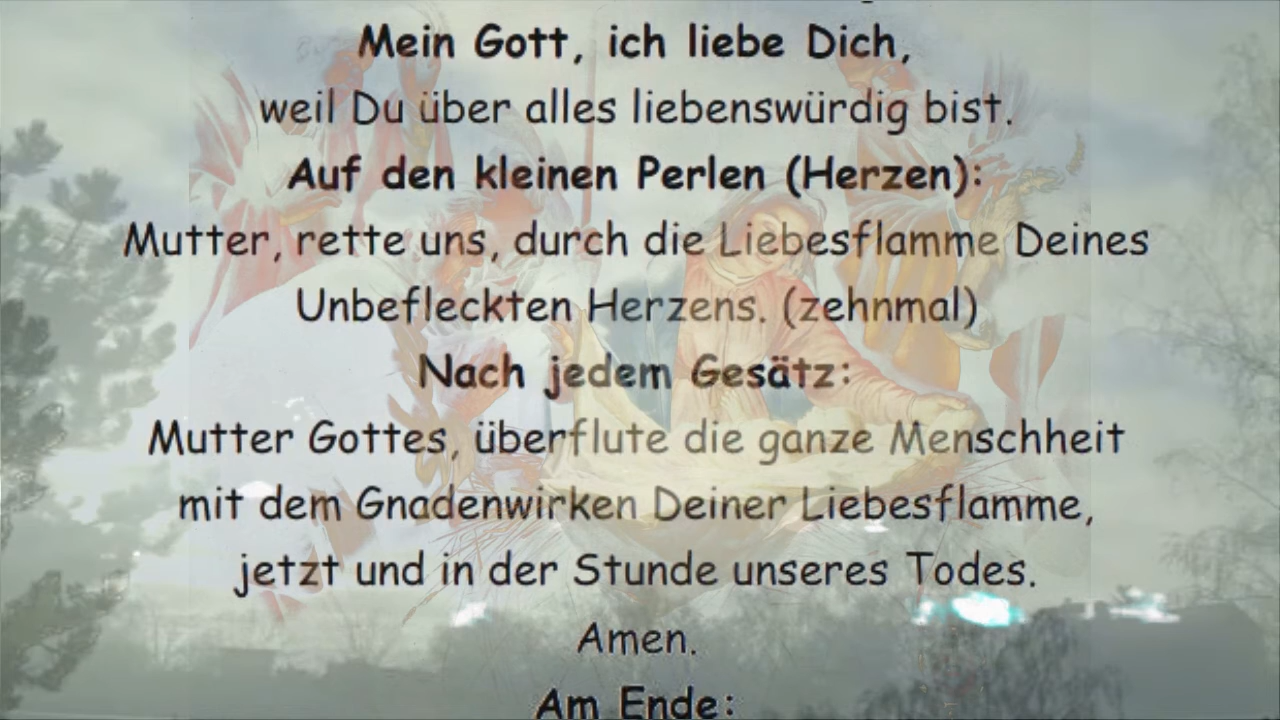 Mein Gott, ich liebe Dich,
weil Du über alles liebenswürdig bist.
Auf den kleinen Perlen (Herzen):
Mutter, rette uns, durch die Liebesflamme Deines
Unbefleckten Herzens. (zehnmal)
Nach jedem Gesätz:
Mutter Gottes, überflute die ganze Menschheit
mit dem Gnadenwirken Deiner Liebesflamme,
jetzt und in der Stunde unseres Todes.
Amen.
Am Ende: